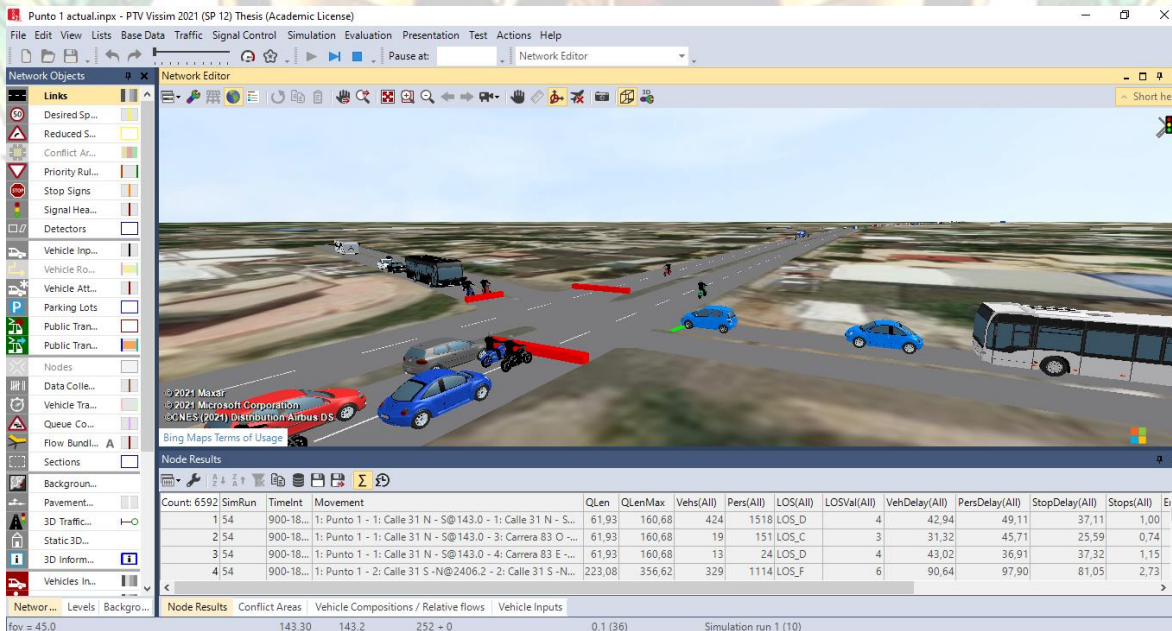 Punto 1 actual.inpx - PTV Vissim 2021 (SP 12) Thesis (Academic License)
File Edit View Lists Base Data Traffic Signal Control Simulation Evaluation Presentation Test Actions Help
Pause at: Network Editor
Network Objects
Network Editor
Short he
Links
Desired Sp...
Reduced S...
Conflict Ar...
Priority Rul...
Stop Signs
Signal Hea...
Detectors
Vehicle Inp...
Vehicle Ro...
Vehicle Att...
Parking Lots
Public Tran...
Public Tran...
Nodes
Data Colle...
Vehicle Tra...
Queue Co...
Flow Bundl... A
Sections
Backgroun...
Pavement...
3D Traffic...
Static 3D...
3D Inform...
Vehicles In...
Networ... Levels Backgro...
© 2021 Maxar
© 2021 Microsoft Corporation
©CNES (2021) Distribution Airbus DS
Bing Maps Terms of Usage
Node Results
Count: 6592 SimRun TimeInt Movement QLen QLenMax Vehs(All) Pers(All) LOS(All) LOSVal(All) VehDelay(All) PersDelay(All) StopDelay(All) Stops(All)
1 54 900-18... 1: Punto 1 - 1: Calle 31 N - S@143.0 - 1: Calle 31 N - S... 61,93 160,68 424 1518 LOS_D 4 42,94 49,11 37,11 1,00
2 54 900-18... 1: Punto 1 - 1: Calle 31 N - S@143.0 - 3: Carrera 83 O -... 61,93 160,68 19 151 LOS_C 3 31,32 45,71 25,59 0,74
3 54 900-18... 1: Punto 1 - 1: Calle 31 N - S@143.0 - 4: Carrera 83 E -... 61,93 160,68 13 24 LOS_D 4 43,02 36,91 37,32 1,15
4 54 900-18... 1: Punto 1 - 2: Calle 31 S -N@2406.2 - 2: Calle 31 S -N... 223,08 356,62 329 1114 LOS_F 6 90,64 97,90 81,05 2,73
Node Results Conflict Areas Vehicle Compositions / Relative flows Vehicle Inputs
fov = 45.0 143.30 143.2 252 + 0 0.1 (36) Simulation run 1 (10)